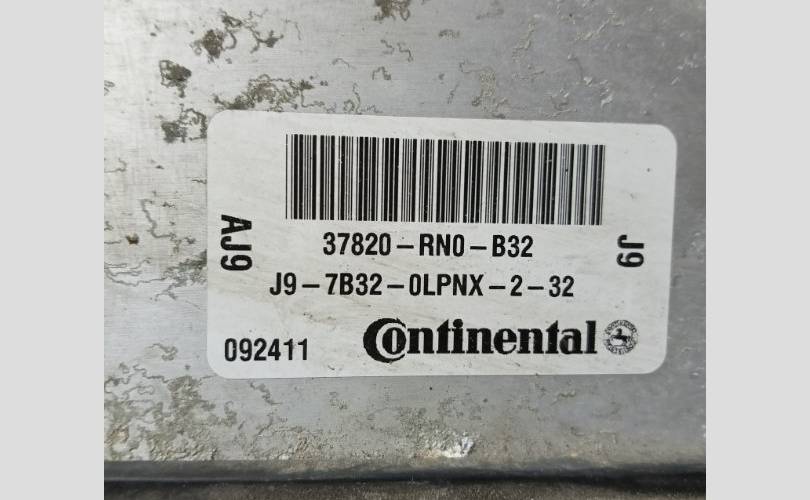 AJ9
37820-RN0-B32
J9
J9-7B32-0LPNX-2-32
092411
Continental